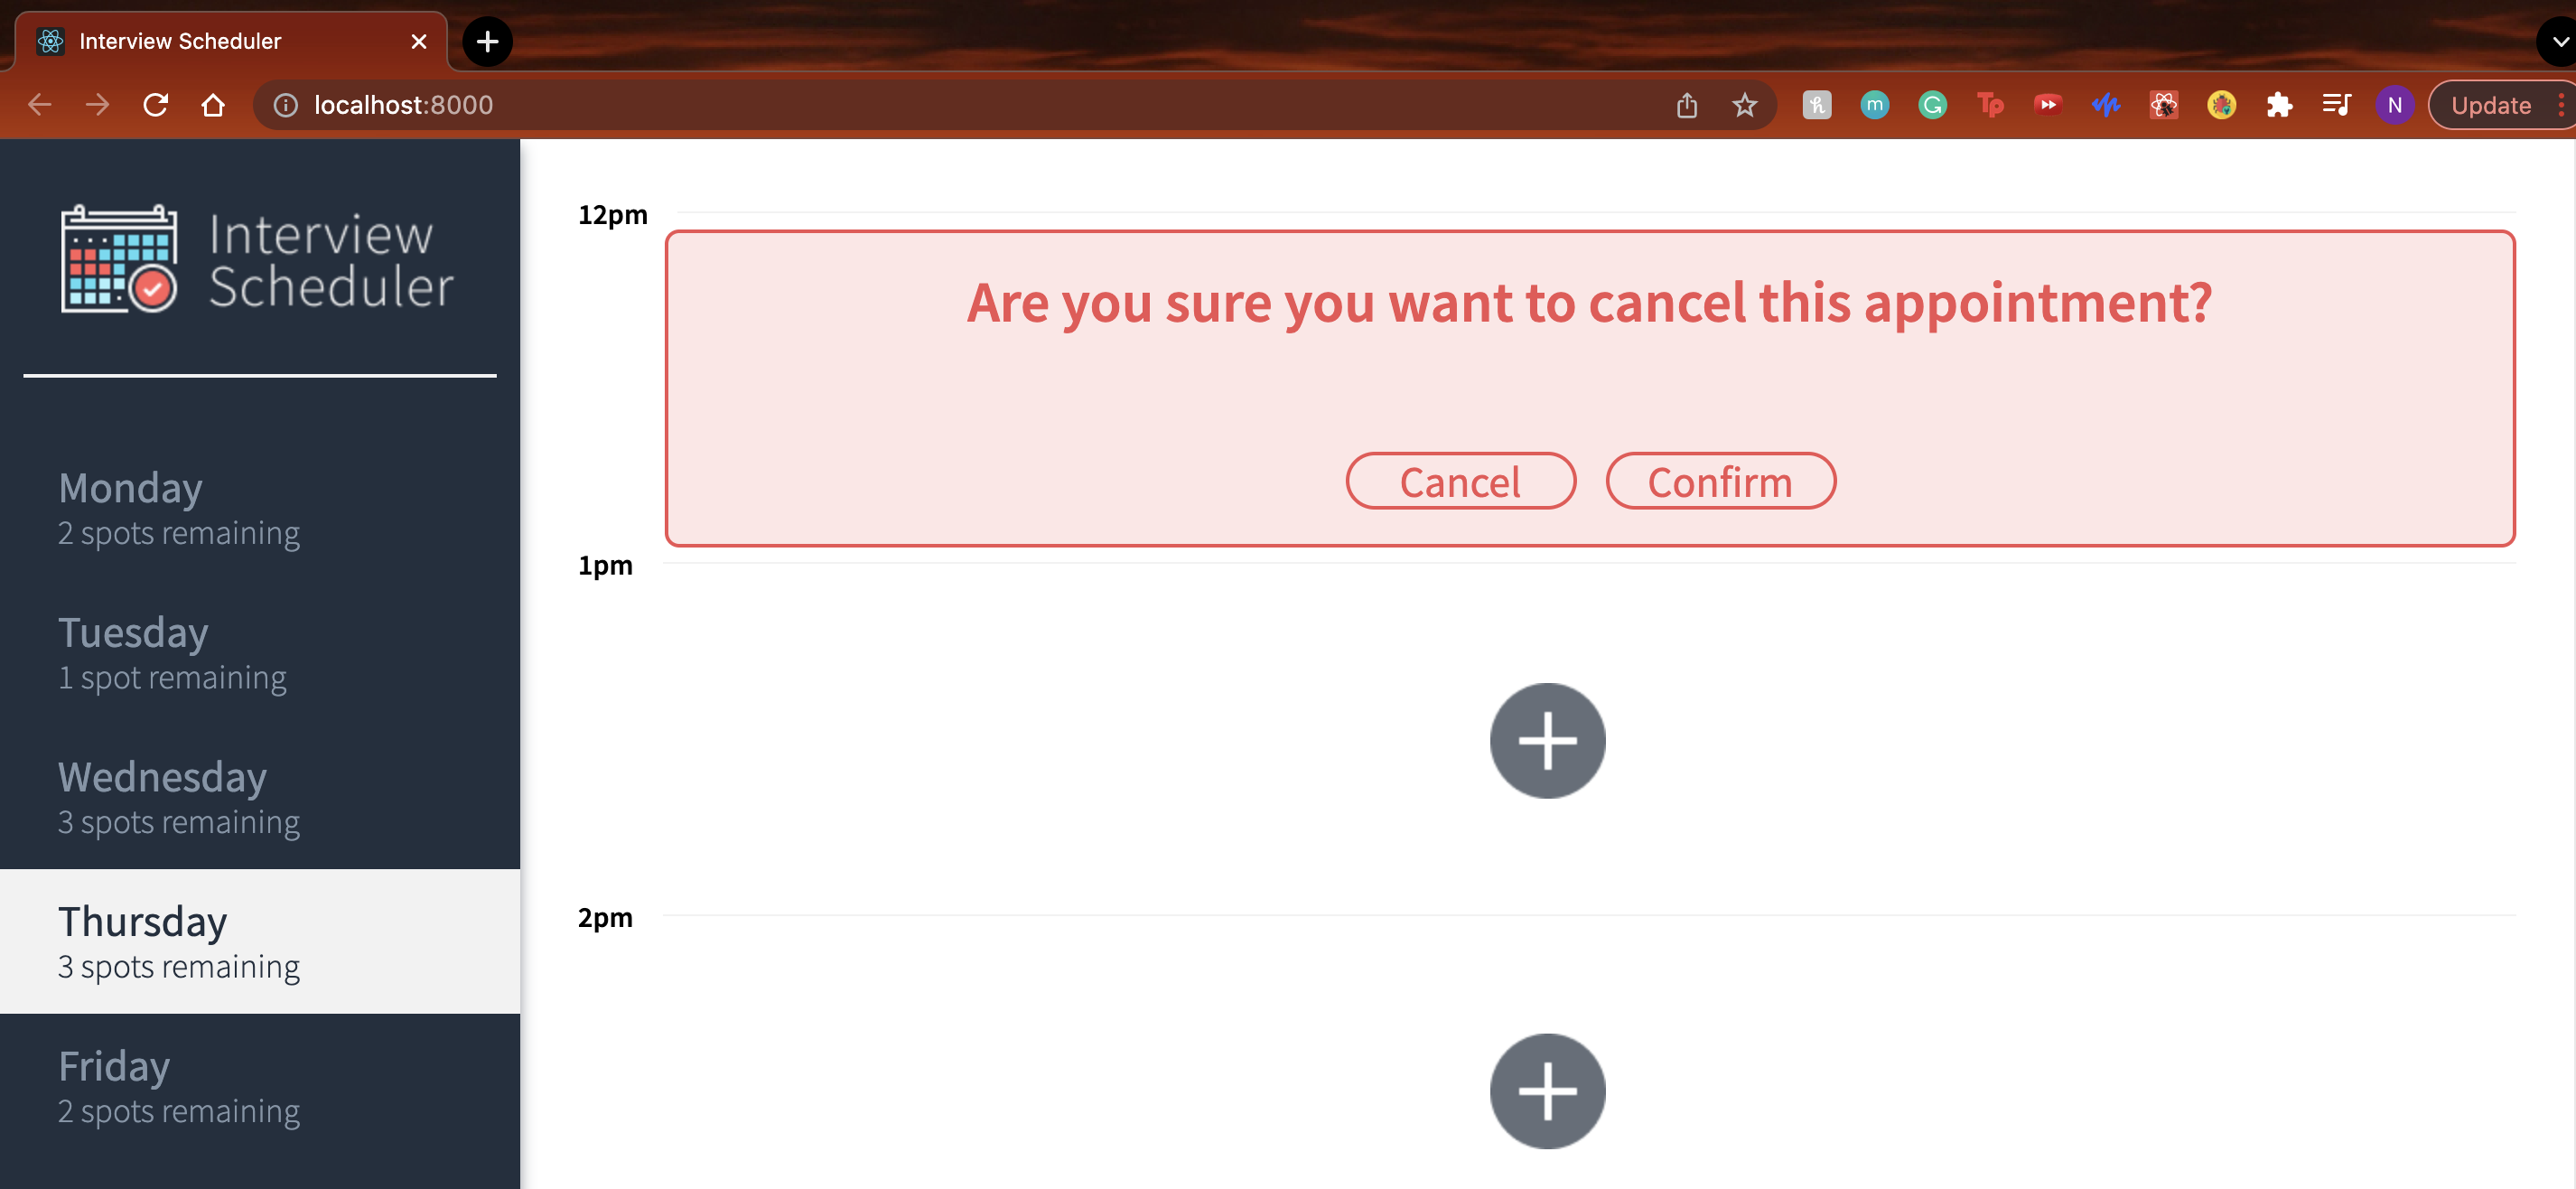 Interview Scheduler
localhost:8000
m
G
Tp
N
Update
Interview
Scheduler
Monday
2 spots remaining
Tuesday
1 spot remaining
Wednesday
3 spots remaining
Thursday
3 spots remaining
Friday
2 spots remaining
12pm
Are you sure you want to cancel this appointment?
Cancel Confirm
1pm
2pm